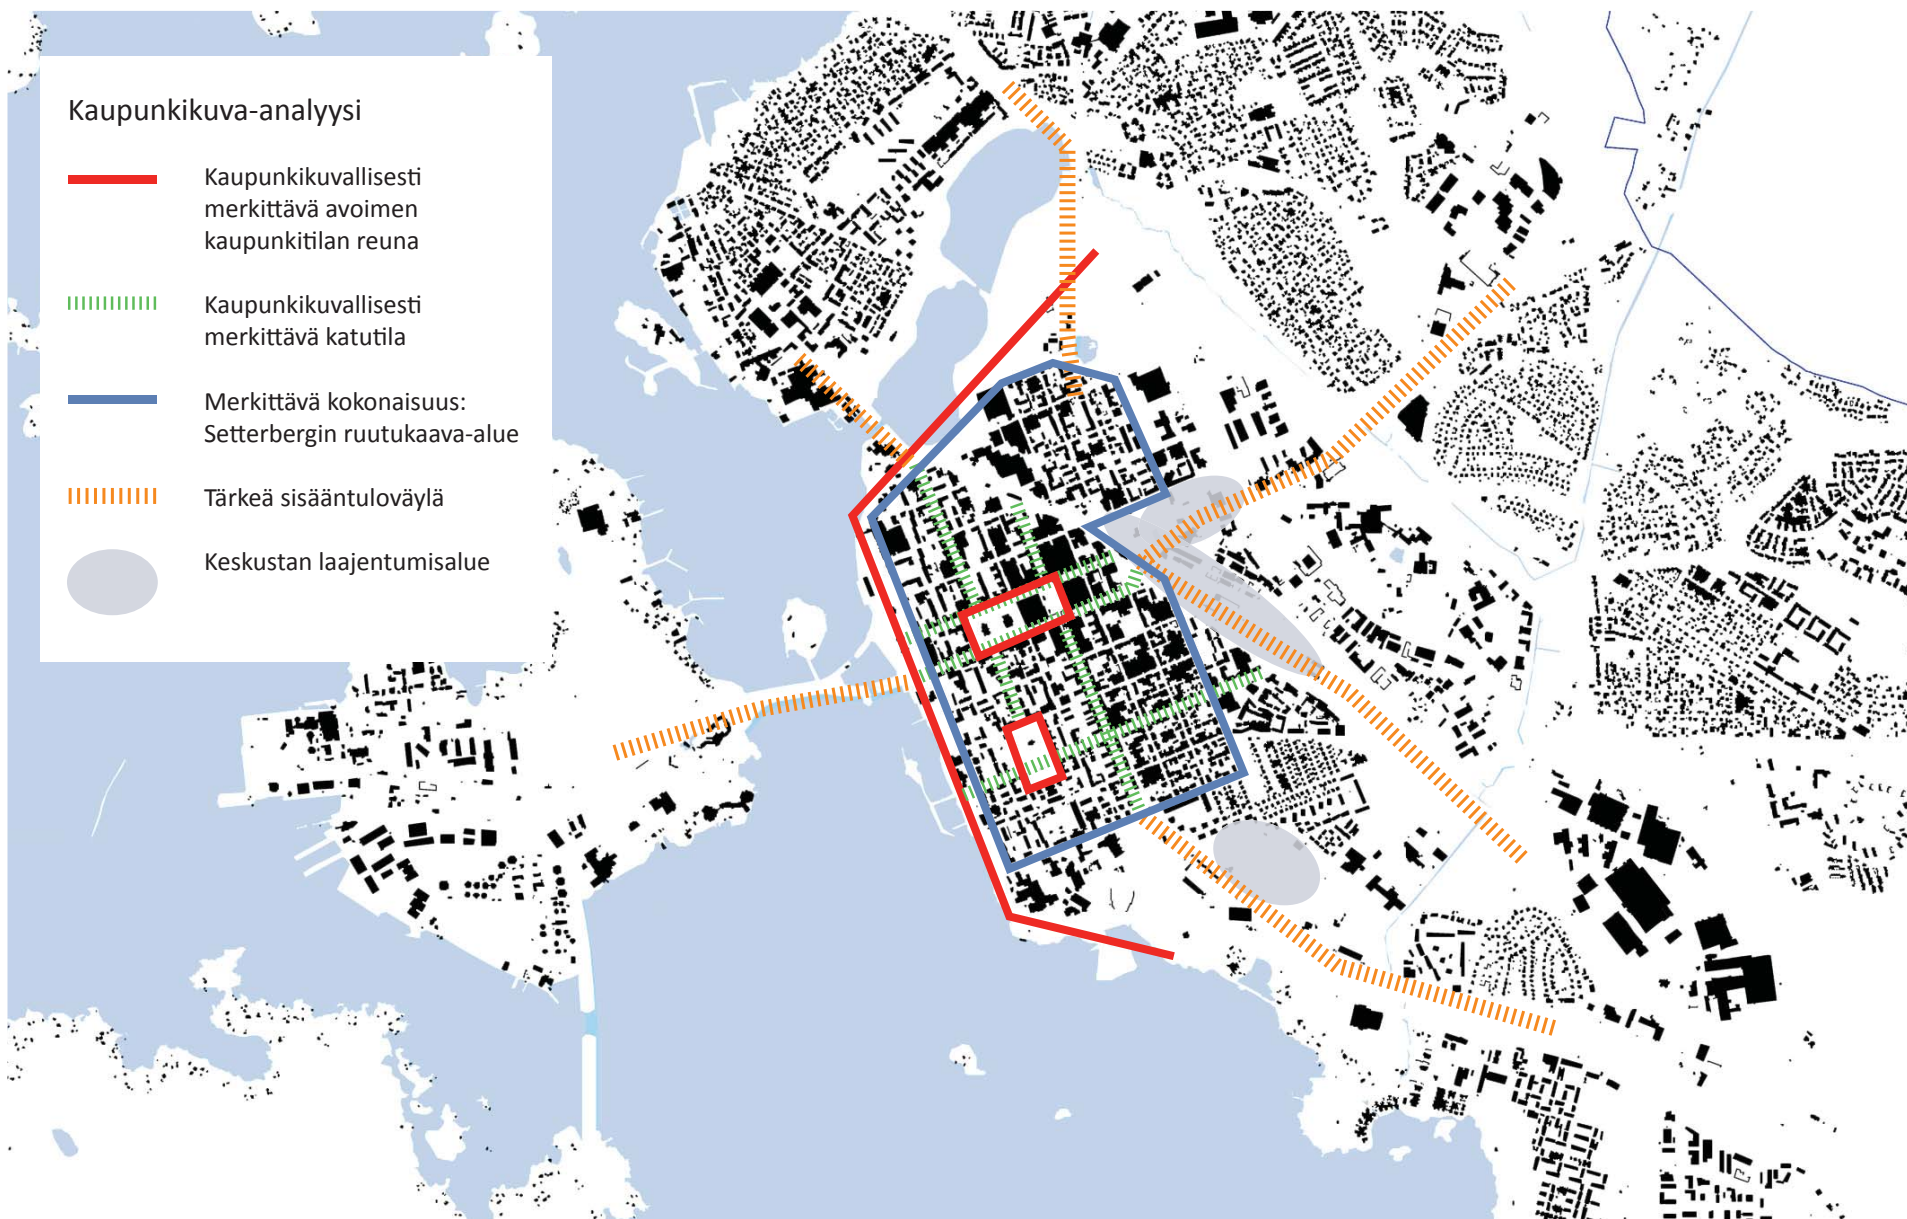 Kaupunkikuva-analyysi
Kaupunkikuvallisesti
merkittävä avoimen
kaupunkitilan reuna
Kaupunkikuvallisesti
merkittävä katutila
Merkittävä kokonaisuus:
Setterbergin ruutukaava-alue
Tärkeä sisääntuloväylä
Keskustan laajentumisalue